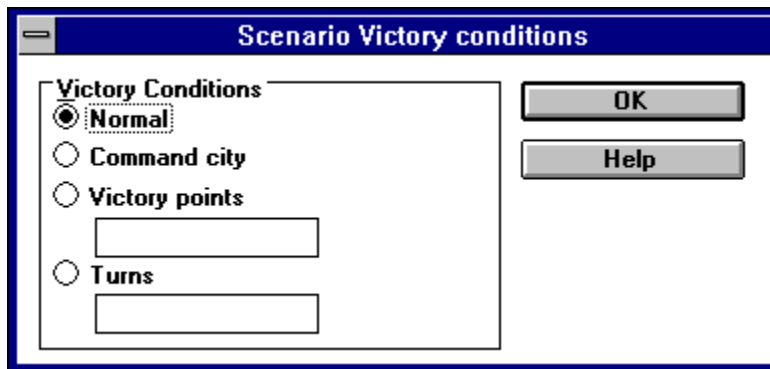 Scenario Victory conditions
Victory Conditions
Normal
Command city
Victory points
Turns
OK
Help